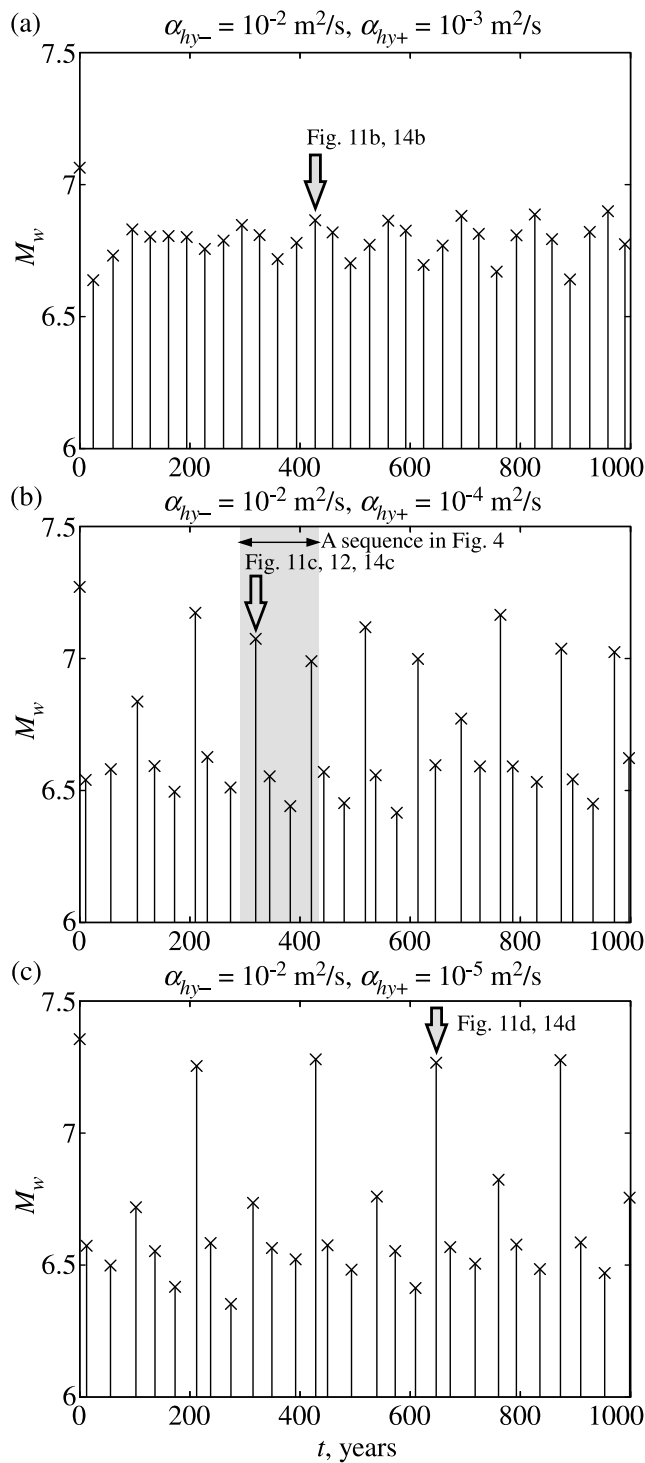 (a)
α_hy− = 10^-2 m^2/s, α_hy+ = 10^-3 m^2/s
7.5
Fig. 11b, 14b
7
M_w
6.5
6
0 200 400 600 800 1000
(b)
α_hy− = 10^-2 m^2/s, α_hy+ = 10^-4 m^2/s
7.5
A sequence in Fig. 4
Fig. 11c, 12, 14c
7
M_w
6.5
6
0 200 400 600 800 1000
(c)
α_hy− = 10^-2 m^2/s, α_hy+ = 10^-5 m^2/s
7.5
Fig. 11d, 14d
7
M_w
6.5
6
0 200 400 600 800 1000
t, years